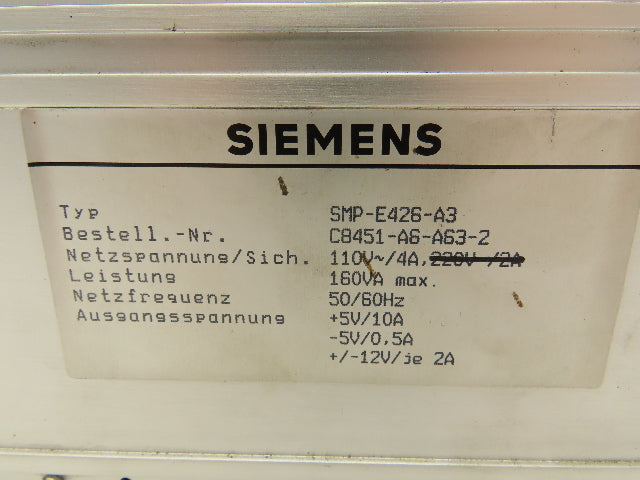 SIEMENS
Typ SMP-E426-A3
Bestell.-Nr. C8451-A6-A63-2
Netzspannung/Sich. 110V~/4A, 220V~/2A
Leistung 160VA max.
Netzfrequenz 50/60Hz
Ausgangsspannung +5V/10A
-5V/0,5A
+/-12V/je 2A